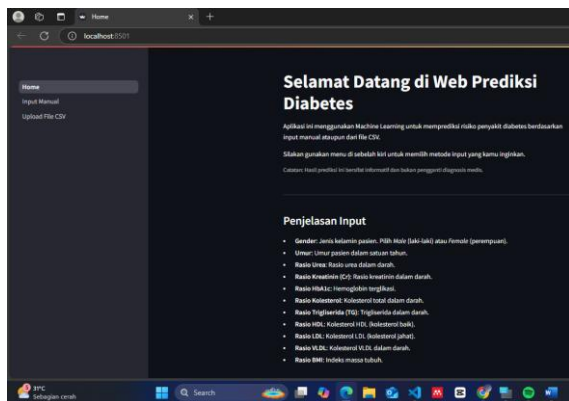 Home
localhost:8501
Home
Input Manual
Upload File CSV
Selamat Datang di Web Prediksi
Diabetes
Aplikasi ini menggunakan Machine Learning untuk memprediksi risiko penyakit diabetes berdasarkan
input manual ataupun dari file CSV.
Silakan gunakan menu di sebelah kiri untuk memilih metode input yang kamu inginkan.
Catatan: Hasil prediksi ini bersifat informatif dan bukan pengganti diagnosis medis.
Penjelasan Input
• Gender: Jenis kelamin pasien. Pilih Male (laki-laki) atau Female (perempuan).
• Umur: Umur pasien dalam satuan tahun.
• Rasio Urea: Rasio urea dalam darah.
• Rasio Kreatinin (Cr): Rasio kreatinin dalam darah.
• Rasio HbA1c: Hemoglobin terglikasi.
• Rasio Kolesterol: Kolesterol total dalam darah.
• Rasio Trigliserida (TG): Trigliserida dalam darah.
• Rasio HDL: Kolesterol HDL (kolesterol baik).
• Rasio LDL: Kolesterol LDL (kolesterol jahat).
• Rasio VLDL: Kolesterol VLDL dalam darah.
• Rasio BMI: Indeks massa tubuh.
31°C
Sebagian cerah
Search